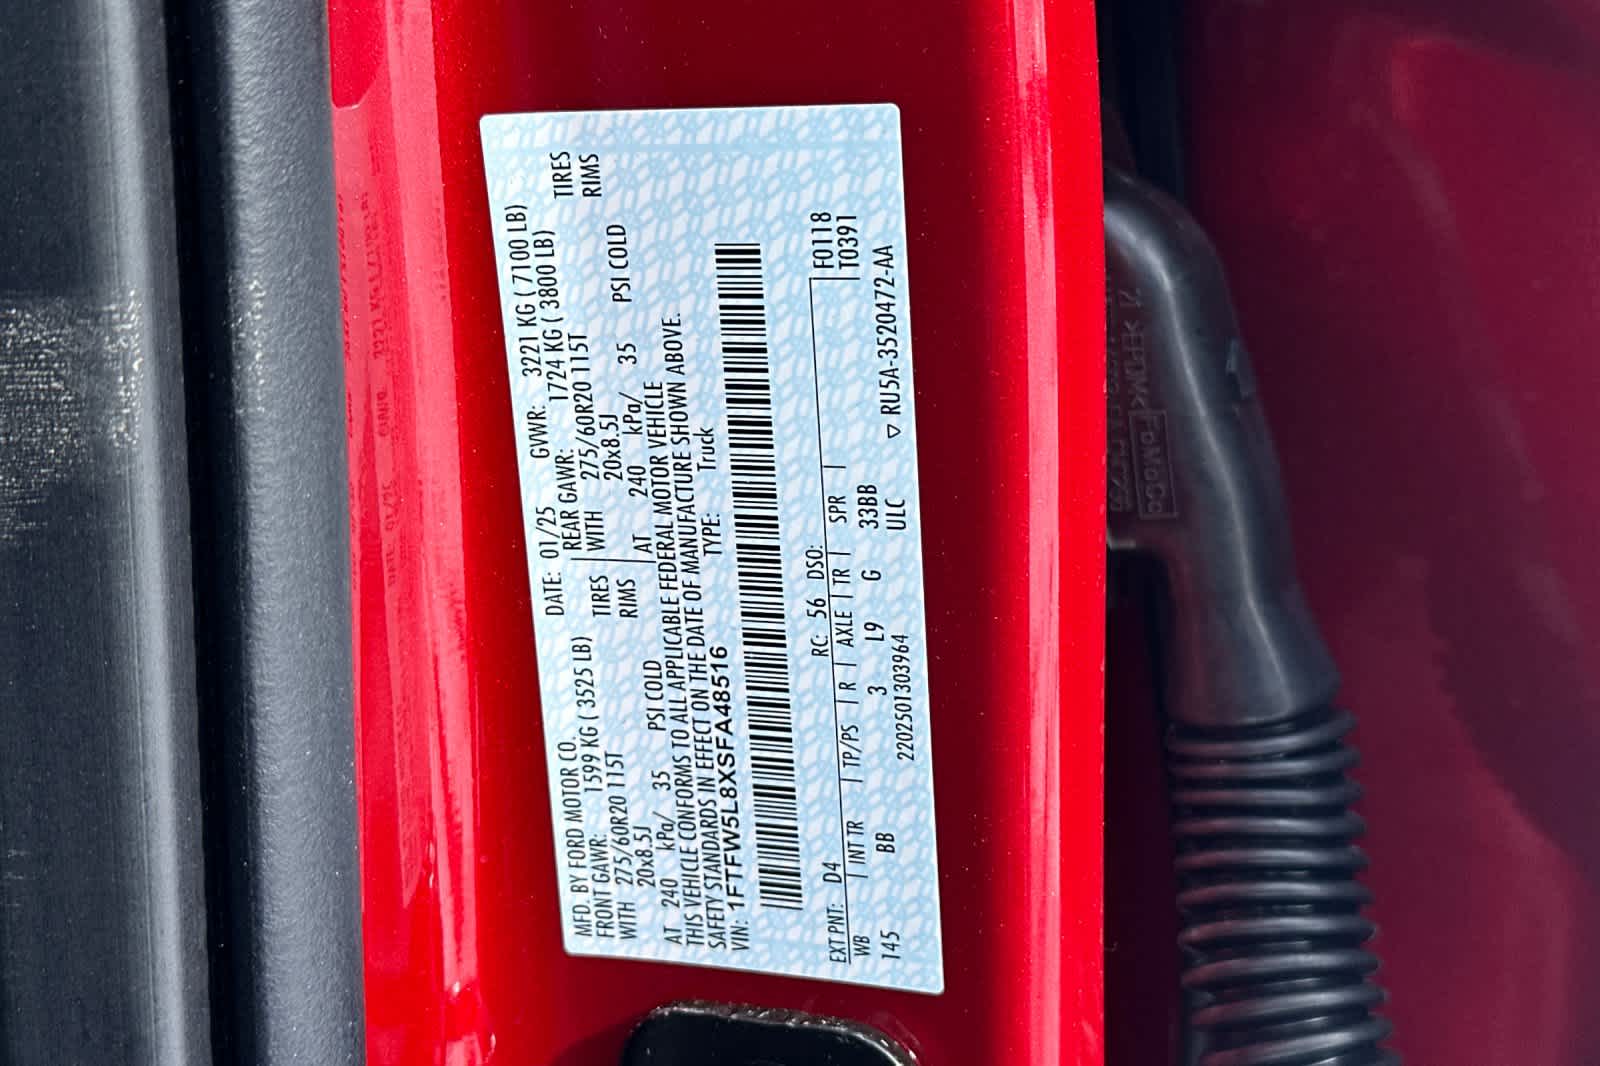 MFD. BY FORD MOTOR CO.
DATE: 01/25 GVWR: 3221 KG ( 7100 LB)
FRONT GAWR: 1599 KG ( 3525 LB)
REAR GAWR: 1724 KG ( 3800 LB)
WITH 275/60R20 115T TIRES
WITH 275/60R20 115T TIRES
20x8.5J RIMS
20x8.5J RIMS
AT 240 kPa/ 35 PSI COLD
AT 240 kPa/ 35 PSI COLD
THIS VEHICLE CONFORMS TO ALL APPLICABLE FEDERAL MOTOR VEHICLE
SAFETY STANDARDS IN EFFECT ON THE DATE OF MANUFACTURE SHOWN ABOVE.
VIN: 1FTFW5L8XSFA48516 TYPE: Truck
EXT PNT: D4 RC: 56 DSO: F0118
WB INT TR TP/PS R AXLE TR SPR T0391
145 BB 3 L9 G 33BB
220250130964 ULC ▽ RU5A-3520472-AA
>EPDM<
FoMoCo